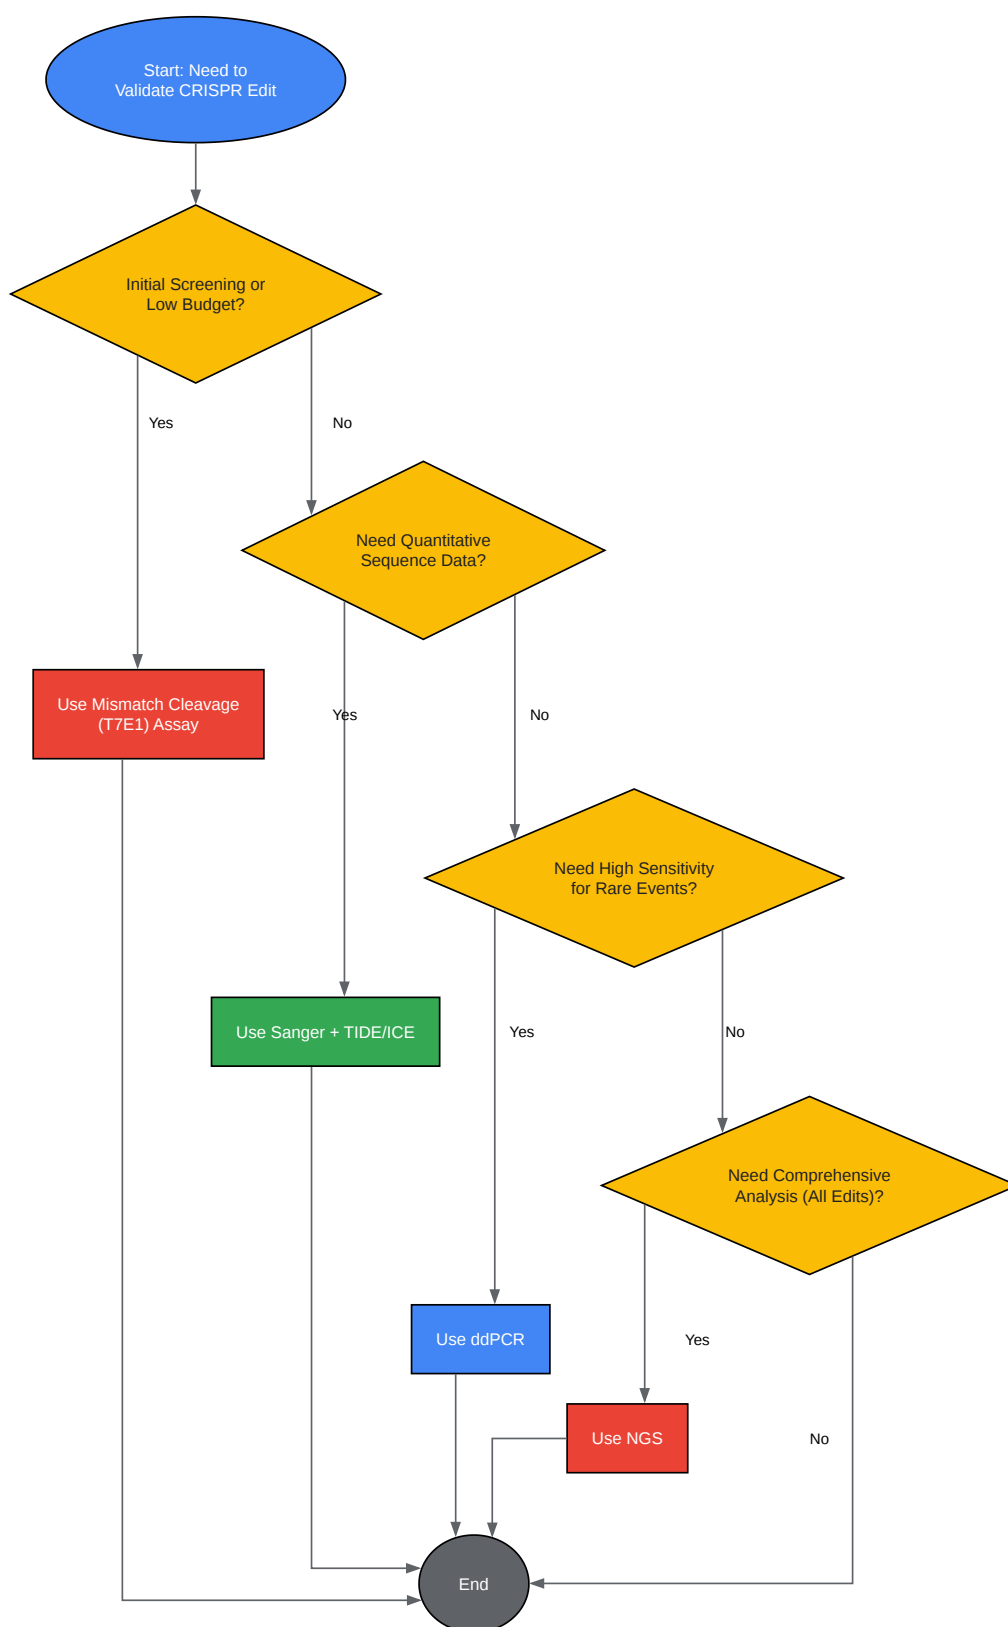 Start: Need to
Validate CRISPR Edit
Initial Screening or
Low Budget?
Yes
No
Need Quantitative
Sequence Data?
Use Mismatch Cleavage
(T7E1) Assay
Yes
No
Need High Sensitivity
for Rare Events?
Use Sanger + TIDE/ICE
Yes
No
Need Comprehensive
Analysis (All Edits)?
Use ddPCR
Yes
Use NGS
No
End